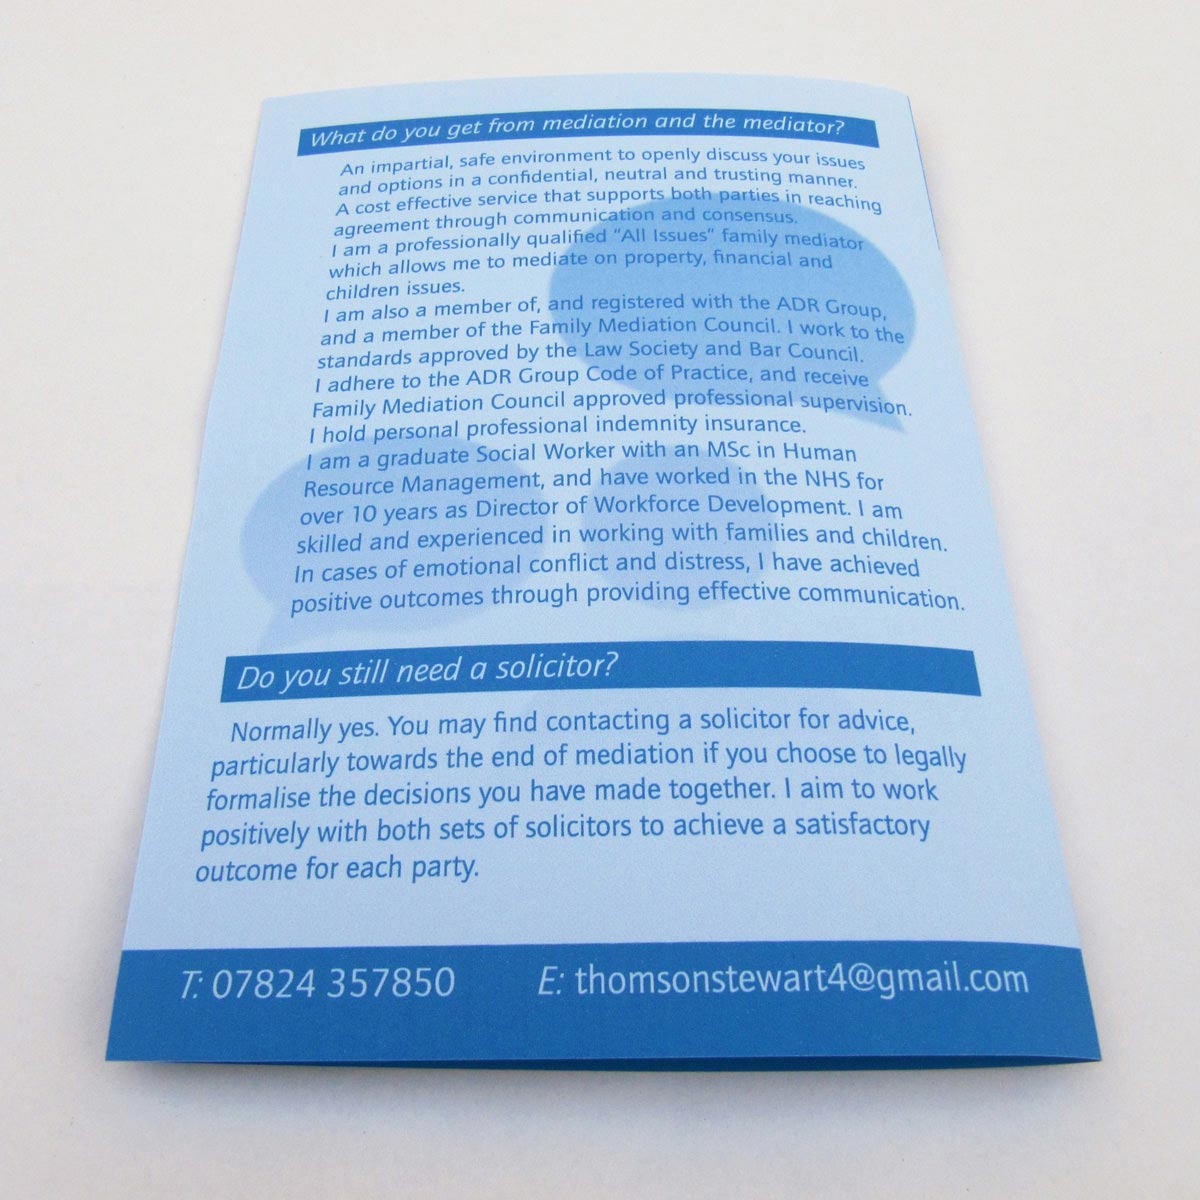 What do you get from mediation and the mediator?
An impartial, safe environment to openly discuss your issues
and options in a confidential, neutral and trusting manner.
A cost effective service that supports both parties in reaching
agreement through communication and consensus.
I am a professionally qualified “All Issues” family mediator
which allows me to mediate on property, financial and
children issues.
I am also a member of, and registered with the ADR Group,
and a member of the Family Mediation Council. I work to the
standards approved by the Law Society and Bar Council.
I adhere to the ADR Group Code of Practice, and receive
Family Mediation Council approved professional supervision.
I hold personal professional indemnity insurance.
I am a graduate Social Worker with an MSc in Human
Resource Management, and have worked in the NHS for
over 10 years as Director of Workforce Development. I am
skilled and experienced in working with families and children.
In cases of emotional conflict and distress, I have achieved
positive outcomes through providing effective communication.
Do you still need a solicitor?
Normally yes. You may find contacting a solicitor for advice,
particularly towards the end of mediation if you choose to legally
formalise the decisions you have made together. I aim to work
positively with both sets of solicitors to achieve a satisfactory
outcome for each party.
T: 07824 357850 E: thomsonstewart4@gmail.com